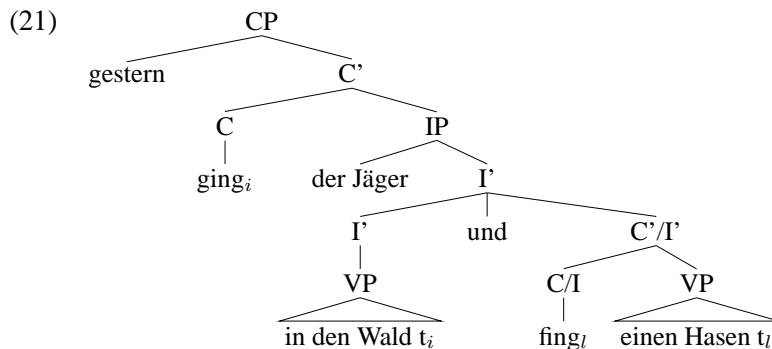 (21) CP
gestern C'
C IP
ging_i der Jäger I'
I' und C'/I'
VP C/I VP
in den Wald t_i fing_l einen Hasen t_l